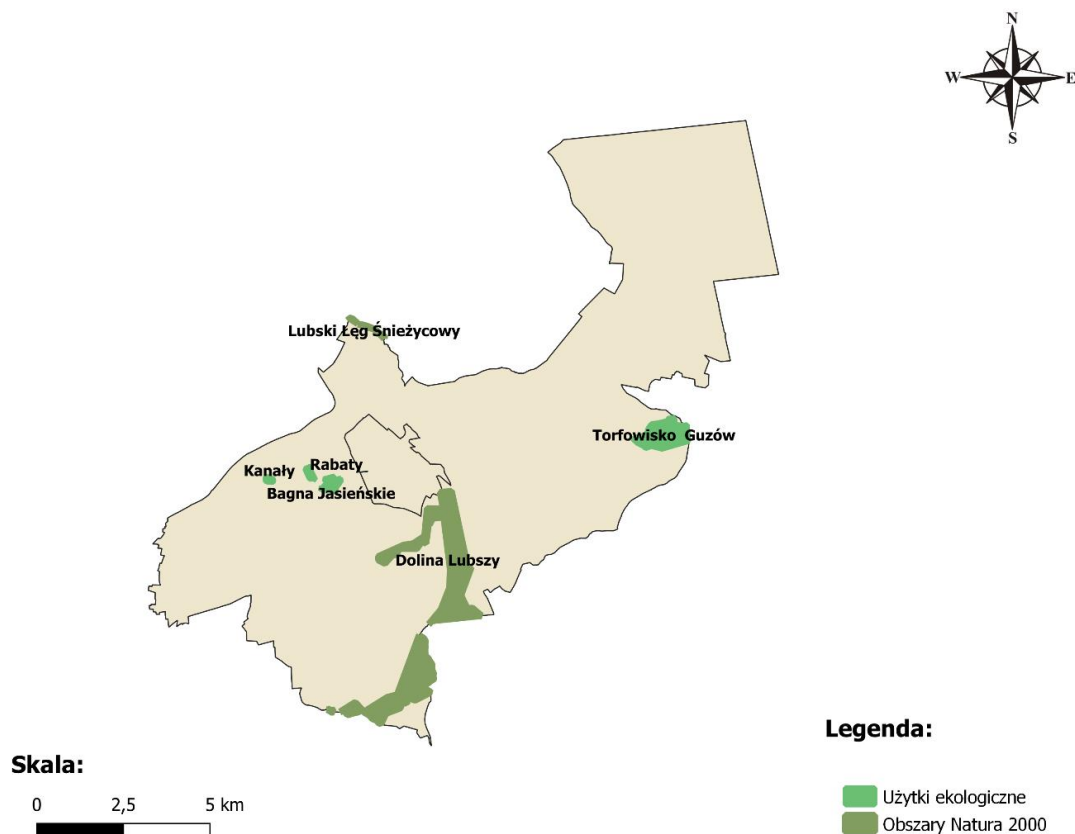 N
W E
S
Lubski Łęg Śnieżycowy
Torfowisko Guzów
Kanały
Rabaty
Bagna Jasieńskie
Dolina Lubszy
Legenda:
Użytki ekologiczne
Obszary Natura 2000
Skala:
0 2,5 5 km